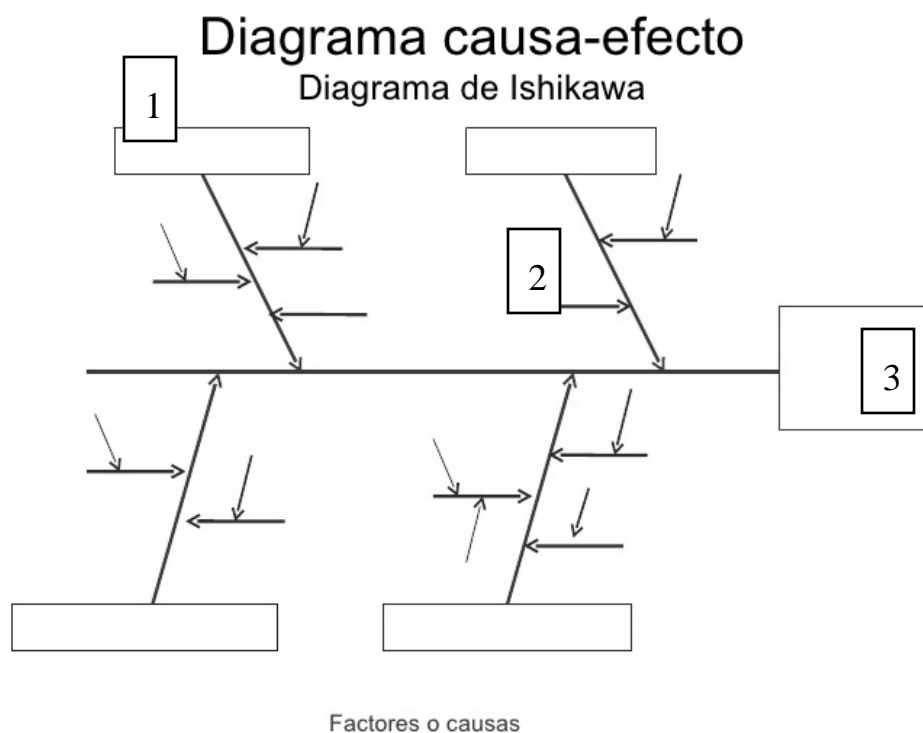 Diagrama causa-efecto
Diagrama de Ishikawa
1
2
3
Factores o causas